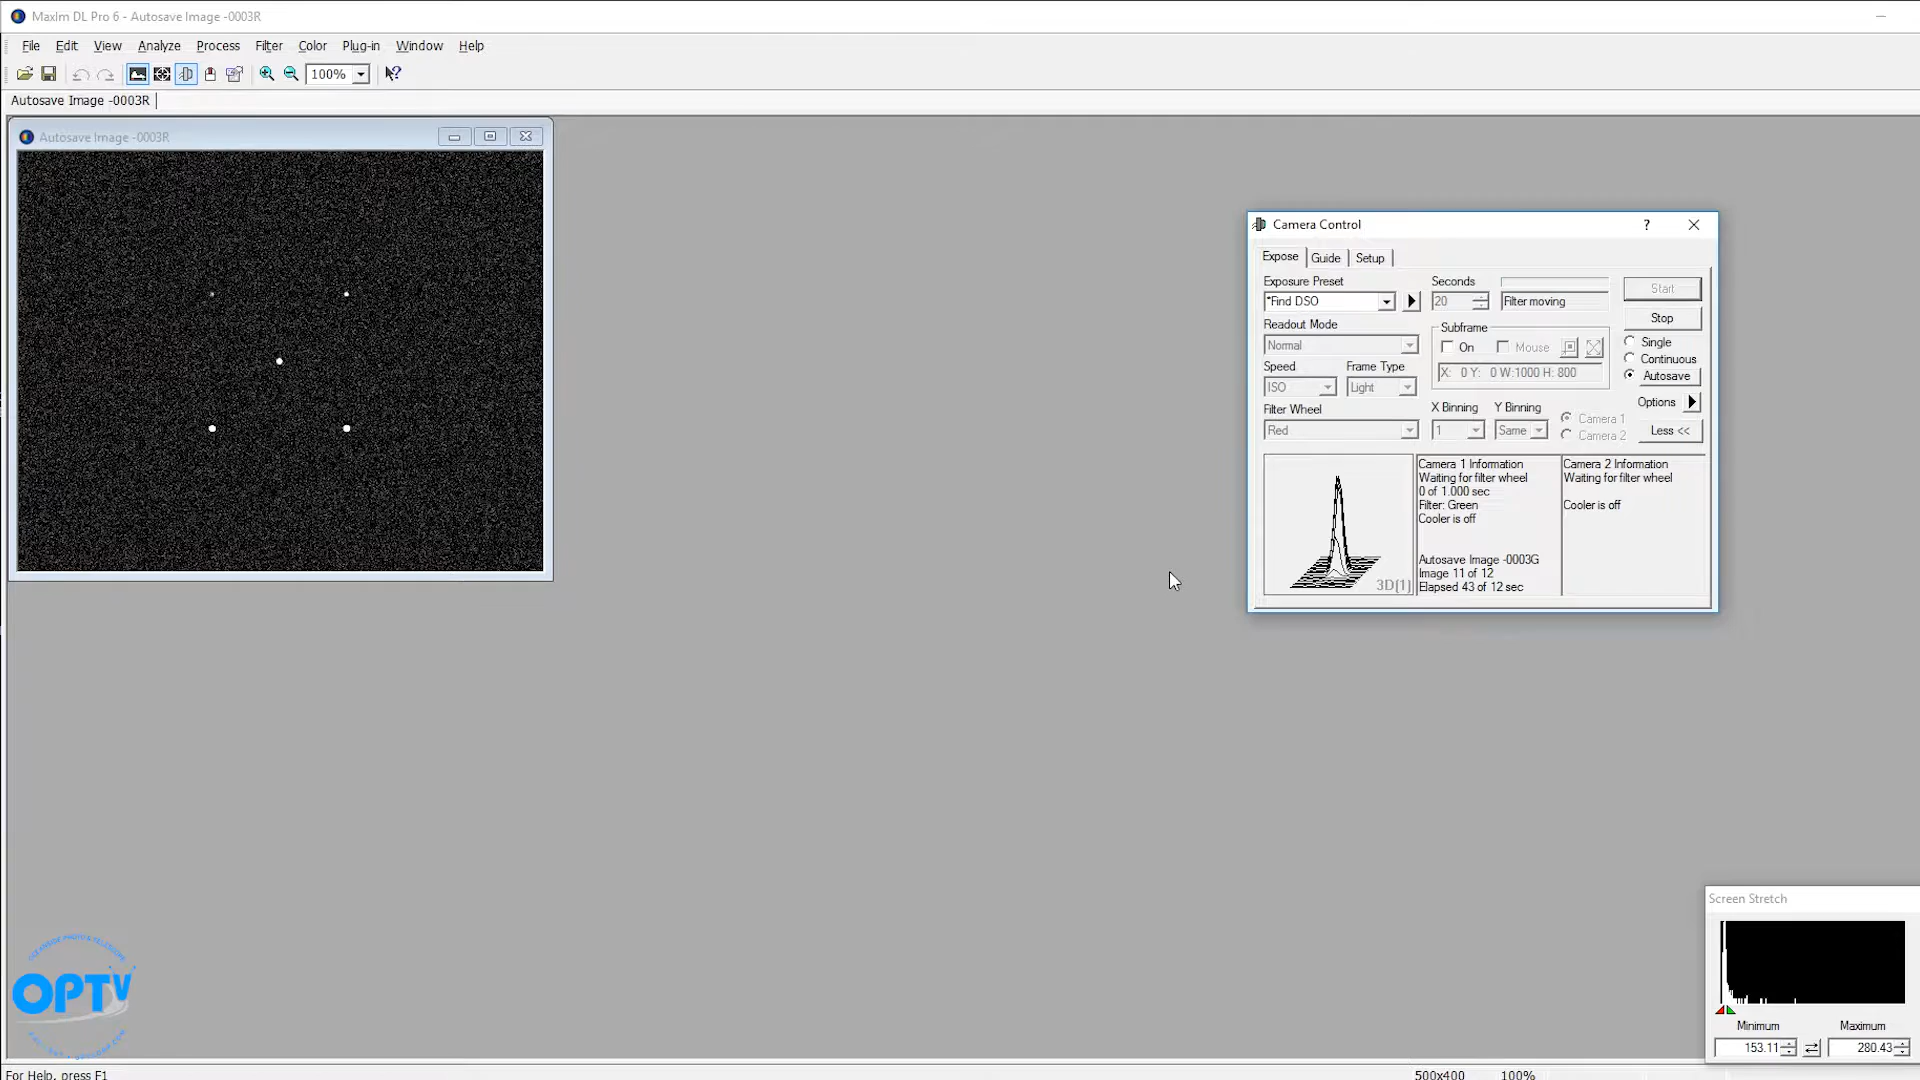 MaxIm DL Pro 6 - Autosave Image -0003R
File Edit View Analyze Process Filter Color Plug-in Window Help
100%
Autosave Image -0003R
Autosave Image -0003R
Camera Control
?
Expose Guide Setup
Exposure Preset
*Find DSO
Seconds
20
Filter moving
Start
Stop
Readout Mode
Normal
Subframe
On Mouse
X: 0 Y: 0 W:1000 H: 800
Single
Continuous
Autosave
Speed
ISO
Frame Type
Light
Options
Filter Wheel
Red
X Binning
1
Y Binning
Same
Camera 1
Camera 2
Less <<
3D(1)
Camera 1 Information
Waiting for filter wheel
0 of 1.000 sec
Filter: Green
Cooler is off
Autosave Image -0003G
Image 11 of 12
Elapsed 43 of 12 sec
Camera 2 Information
Waiting for filter wheel
Cooler is off
Screen Stretch
Minimum Maximum
153.11 280.43
OPTV
For Help, press F1
500x400 100%